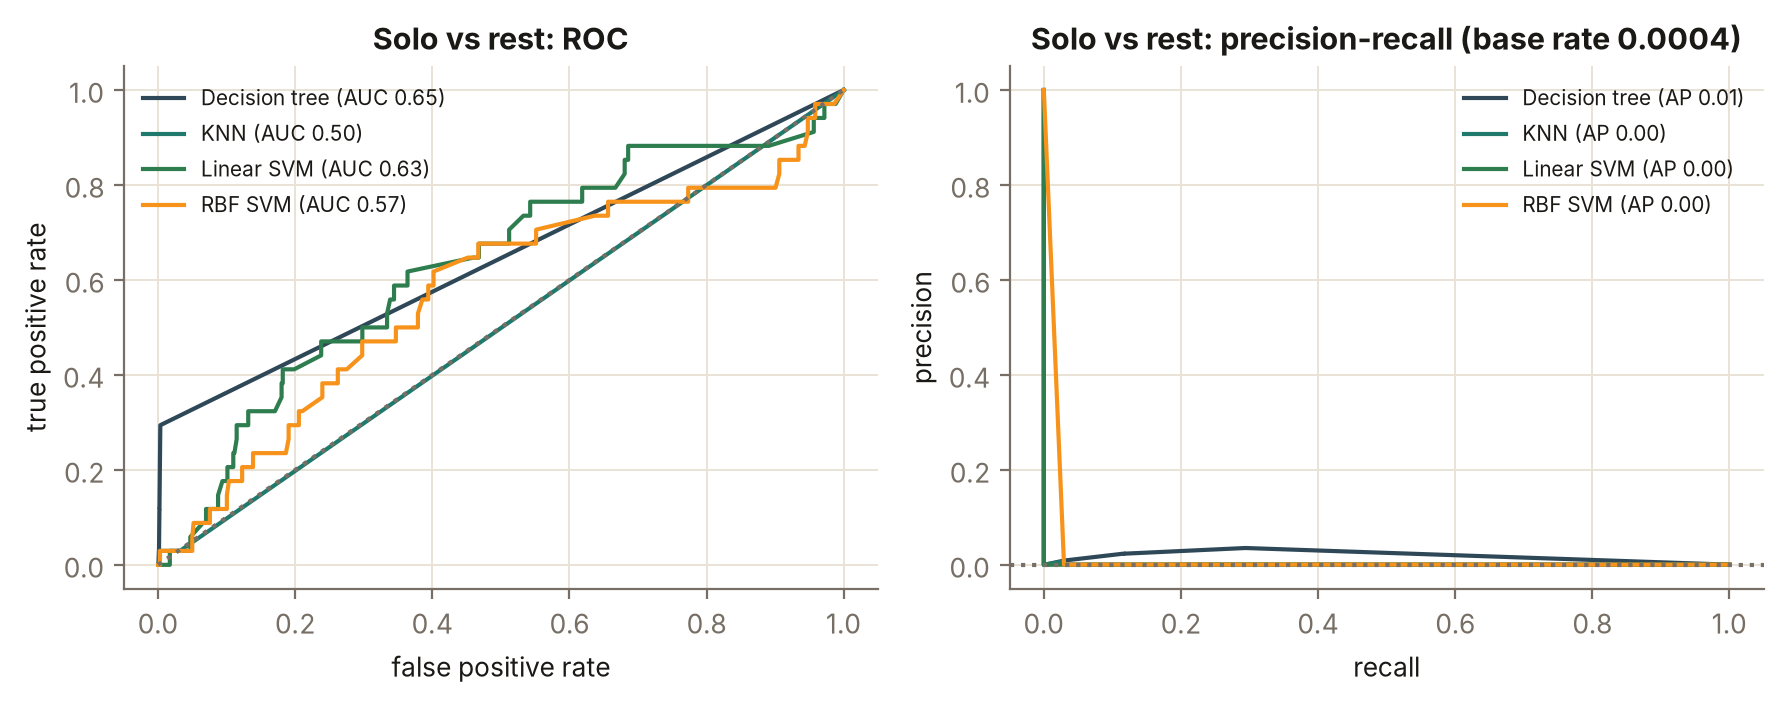 Solo vs rest: ROC
Decision tree (AUC 0.65)
KNN (AUC 0.50)
Linear SVM (AUC 0.63)
RBF SVM (AUC 0.57)
true positive rate
1.0
0.8
0.6
0.4
0.2
0.0
0.0 0.2 0.4 0.6 0.8 1.0
false positive rate
Solo vs rest: precision-recall (base rate 0.0004)
Decision tree (AP 0.01)
KNN (AP 0.00)
Linear SVM (AP 0.00)
RBF SVM (AP 0.00)
precision
1.0
0.8
0.6
0.4
0.2
0.0
0.0 0.2 0.4 0.6 0.8 1.0
recall